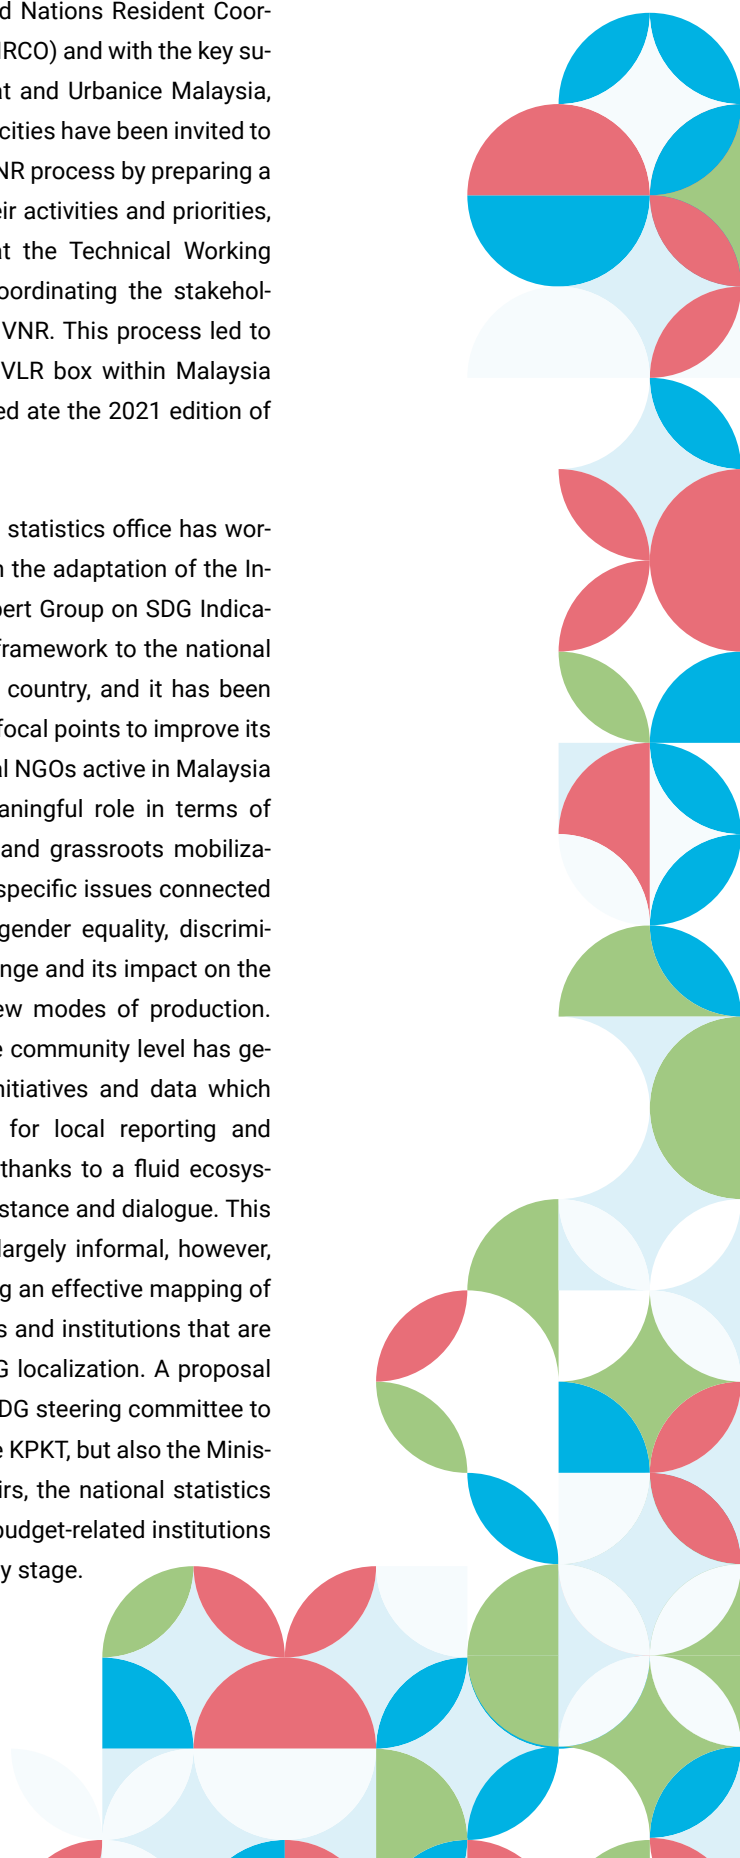 d Nations Resident Coor-
IRCO) and with the key su-
at and Urbanice Malaysia,
cities have been invited to
NR process by preparing a
eir activities and priorities,
at the Technical Working
oordinating the stakehol-
VNR. This process led to
VLR box within Malaysia
ed ate the 2021 edition of
statistics office has wor-
n the adaptation of the In-
pert Group on SDG Indica-
framework to the national
country, and it has been
focal points to improve its
al NGOs active in Malaysia
aningful role in terms of
and grassroots mobiliza-
specific issues connected
gender equality, discrimi-
nge and its impact on the
ew modes of production.
e community level has ge-
nitiatives and data which
for local reporting and
thanks to a fluid ecosys-
stance and dialogue. This
largely informal, however,
g an effective mapping of
s and institutions that are
G localization. A proposal
DG steering committee to
e KPKT, but also the Minis-
irs, the national statistics
budget-related institutions
y stage.